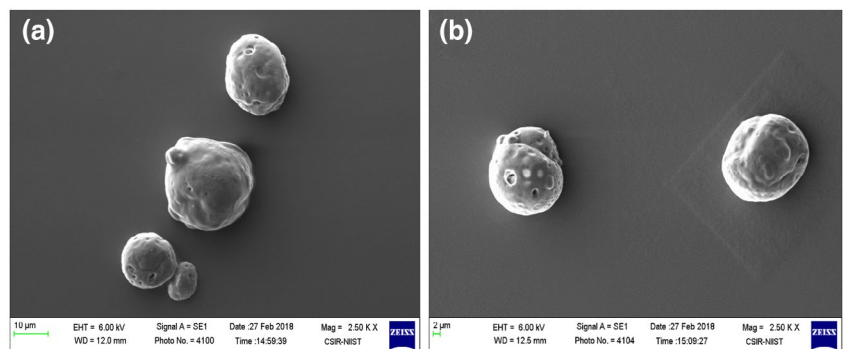 (a)
10 µm EHT = 6.00 kV Signal A = SE1 Date :27 Feb 2018 Mag = 2.50 K X
WD = 12.0 mm Photo No. = 4100 Time :14:59:39 CSIR-NIIST
ZEISS
(b)
2 µm EHT = 6.00 kV Signal A = SE1 Date :27 Feb 2018 Mag = 2.50 K X
WD = 12.5 mm Photo No. = 4104 Time :15:09:27 CSIR-NIIST
ZEISS